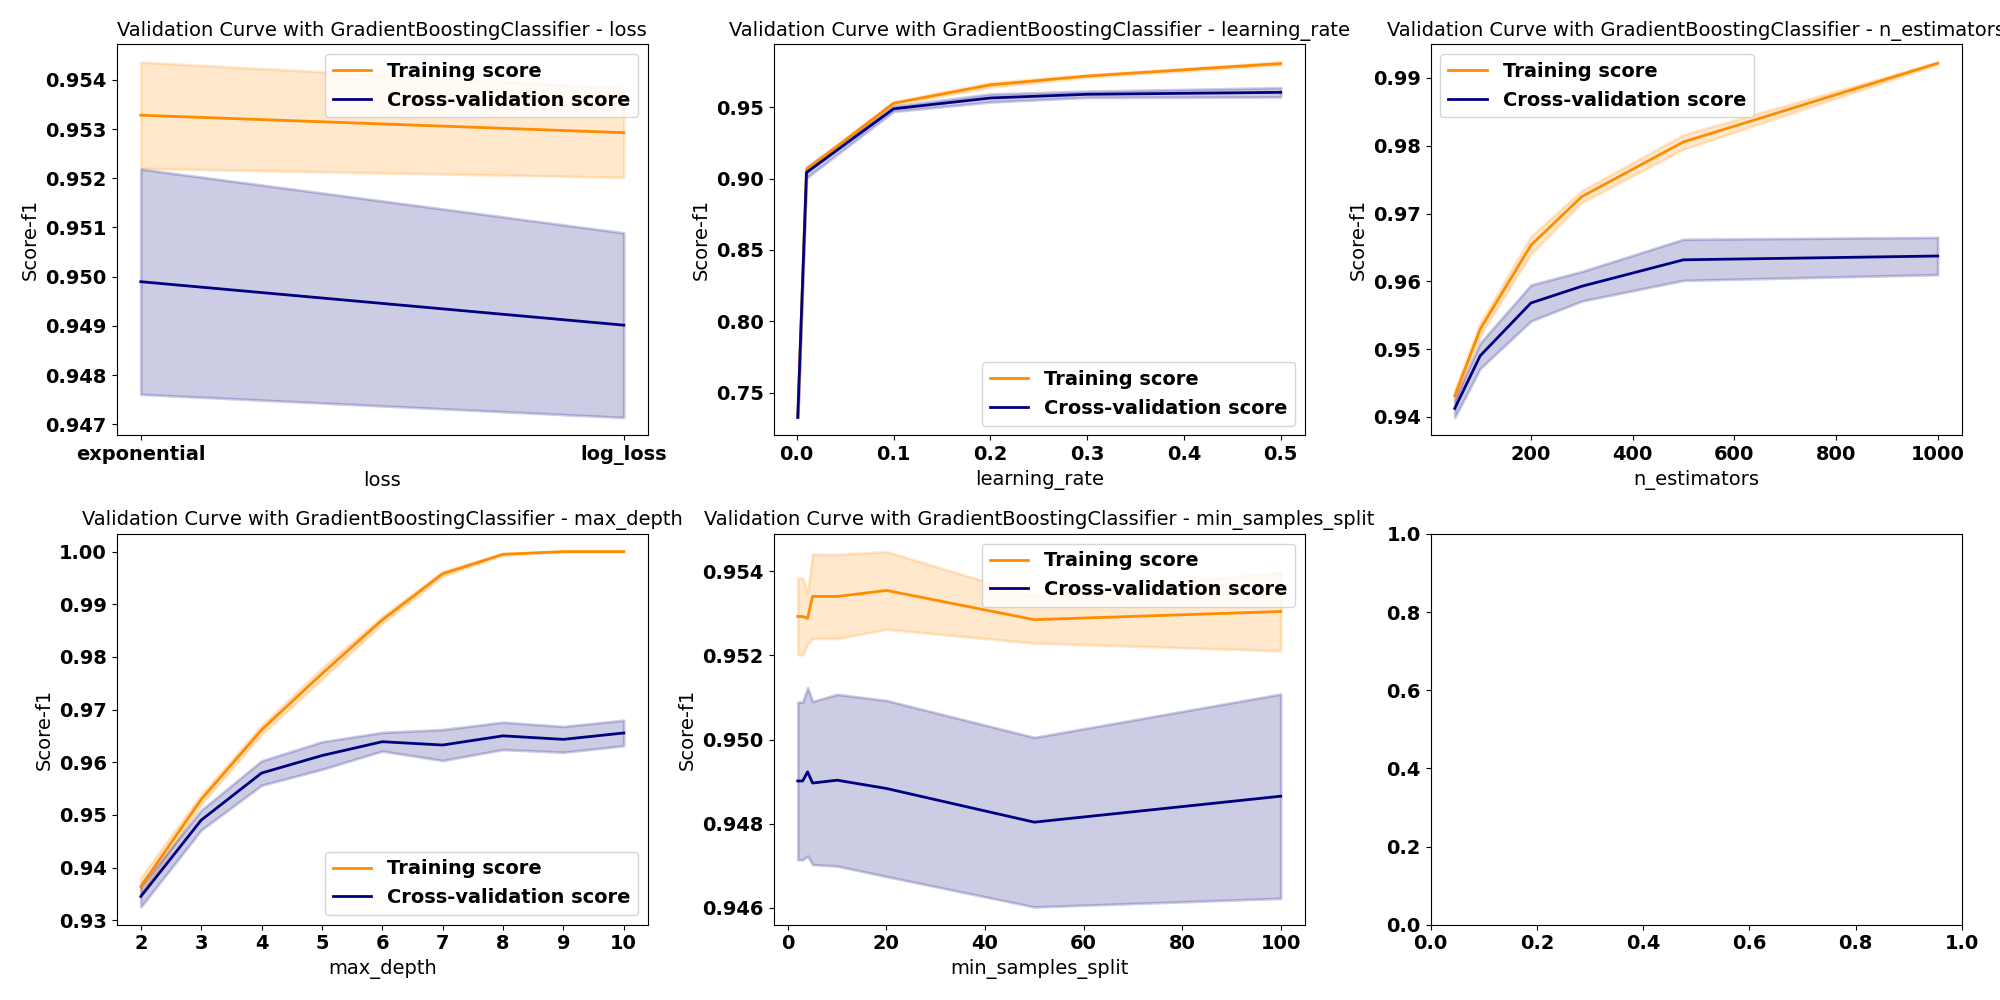 Validation Curve with GradientBoostingClassifier - loss
Training score
Cross-validation score
0.954
0.953
0.952
0.951
0.950
0.949
0.948
0.947
Score-f1
exponential log_loss
loss
Validation Curve with GradientBoostingClassifier - learning_rate
0.95
0.90
0.85
0.80
0.75
Score-f1
Training score
Cross-validation score
0.0 0.1 0.2 0.3 0.4 0.5
learning_rate
Validation Curve with GradientBoostingClassifier - n_estimators
Training score
Cross-validation score
0.99
0.98
0.97
0.96
0.95
0.94
Score-f1
200 400 600 800 1000
n_estimators
Validation Curve with GradientBoostingClassifier - max_depth
1.00
0.99
0.98
0.97
0.96
0.95
0.94
0.93
Score-f1
Training score
Cross-validation score
2 3 4 5 6 7 8 9 10
max_depth
Validation Curve with GradientBoostingClassifier - min_samples_split
Training score
Cross-validation score
0.954
0.952
0.950
0.948
0.946
Score-f1
0 20 40 60 80 100
min_samples_split
1.0
0.8
0.6
0.4
0.2
0.0
0.0 0.2 0.4 0.6 0.8 1.0